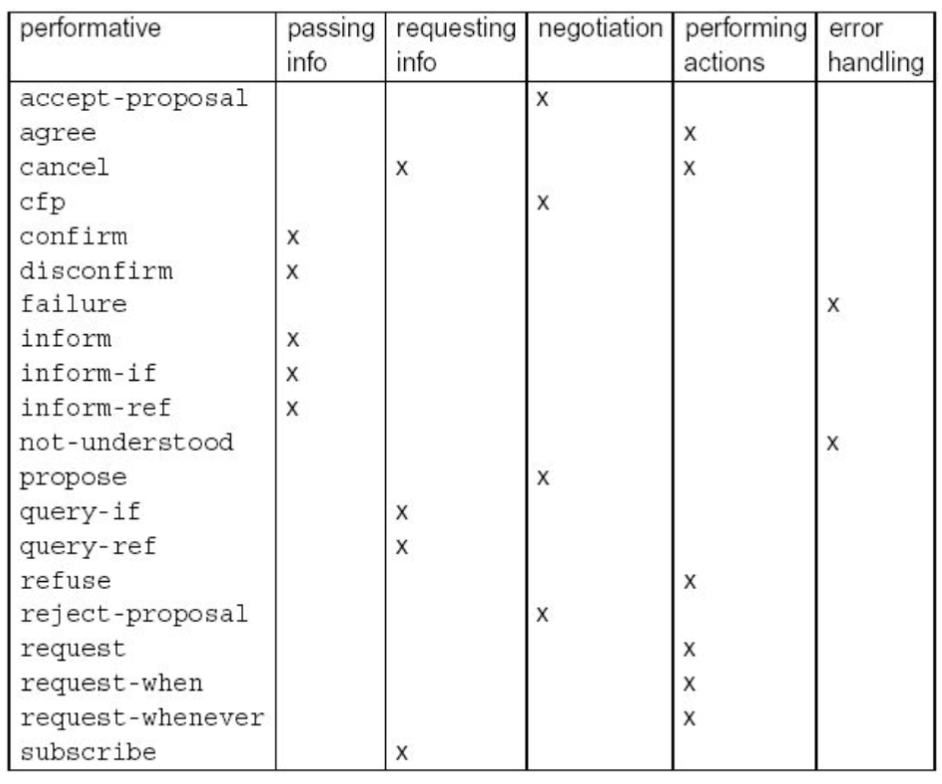 performative passing info requesting info negotiation performing actions error handling
accept-proposal x
agree x
cancel x x
cfp x
confirm x
disconfirm x
failure x
inform x
inform-if x
inform-ref x
not-understood x
propose x
query-if x
query-ref x
refuse x
reject-proposal x
request x
request-when x
request-whenever x
subscribe x